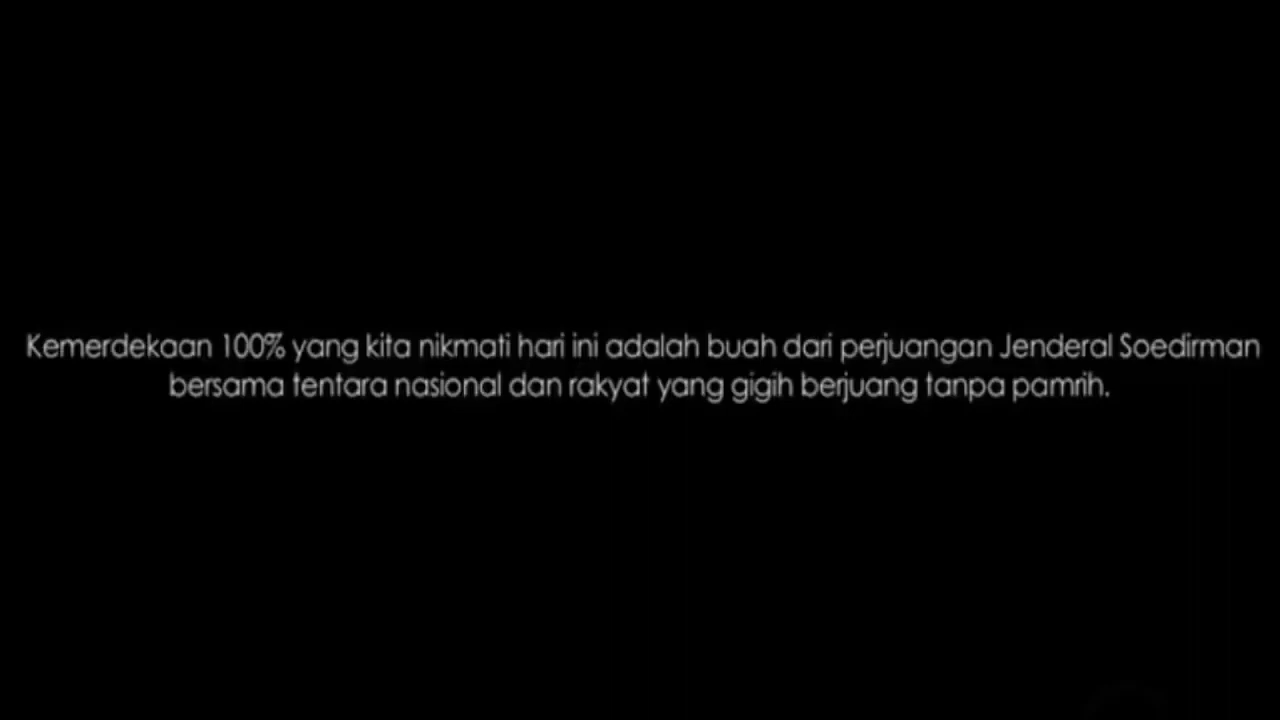 Kemerdekaan 100% yang kita nikmati hari ini adalah buah dari perjuangan Jenderal Soedirman
bersama tentara nasional dan rakyat yang gigih berjuang tanpa pamrih.